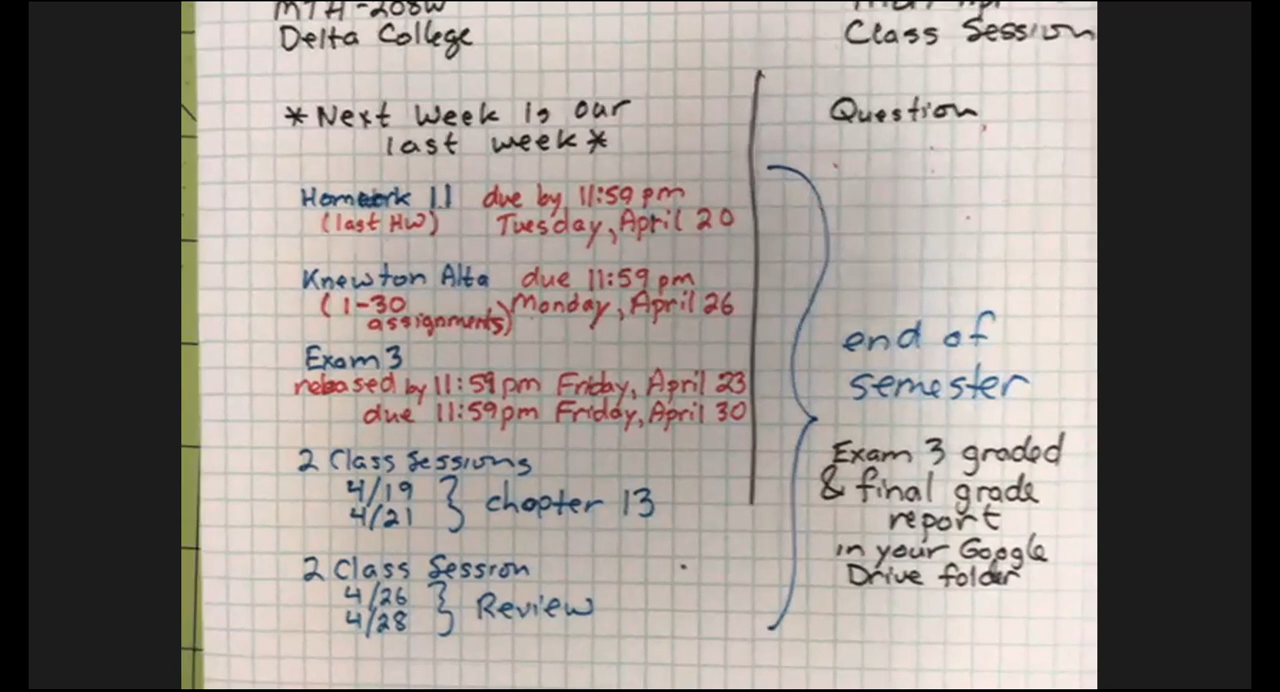 MTH-208W
Delta College
Class Session
*Next Week is our
last week*
Question
Homework 11 due by 11:59 pm
(last HW) Tuesday, April 20
Knewton Alta due 11:59 pm
(1-30 Monday, April 26
assignments)
Exam 3
released by 11:59pm Friday, April 23
due 11:59pm Friday, April 30
2 Class Sessions
4/19
4/21 } chapter 13
2 Class Session
4/26
4/28 } Review
end of
semester
Exam 3 graded
& final grade
report
in your Google
Drive folder